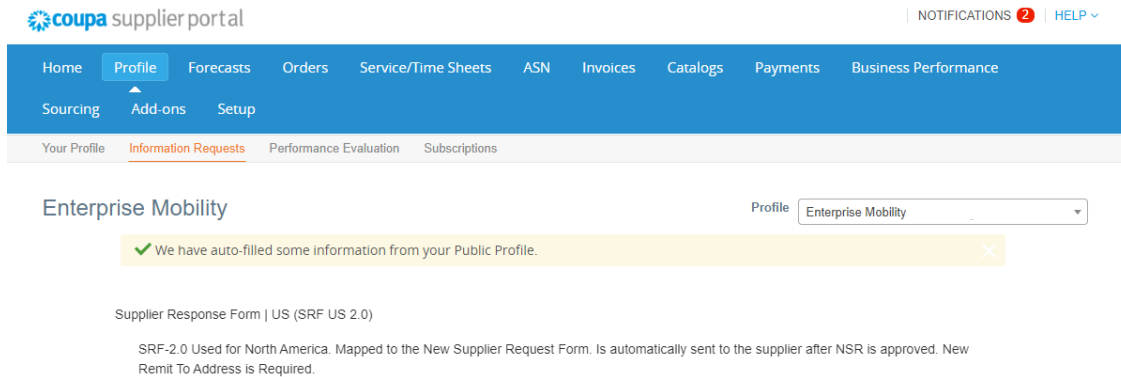 coupa supplier portal
NOTIFICATIONS 2 HELP
Home Profile Forecasts Orders Service/Time Sheets ASN Invoices Catalogs Payments Business Performance
Sourcing Add-ons Setup
Your Profile Information Requests Performance Evaluation Subscriptions
Enterprise Mobility
Profile Enterprise Mobility
We have auto-filled some information from your Public Profile.
Supplier Response Form | US (SRF US 2.0)
SRF-2.0 Used for North America. Mapped to the New Supplier Request Form. Is automatically sent to the supplier after NSR is approved. New
Remit To Address is Required.